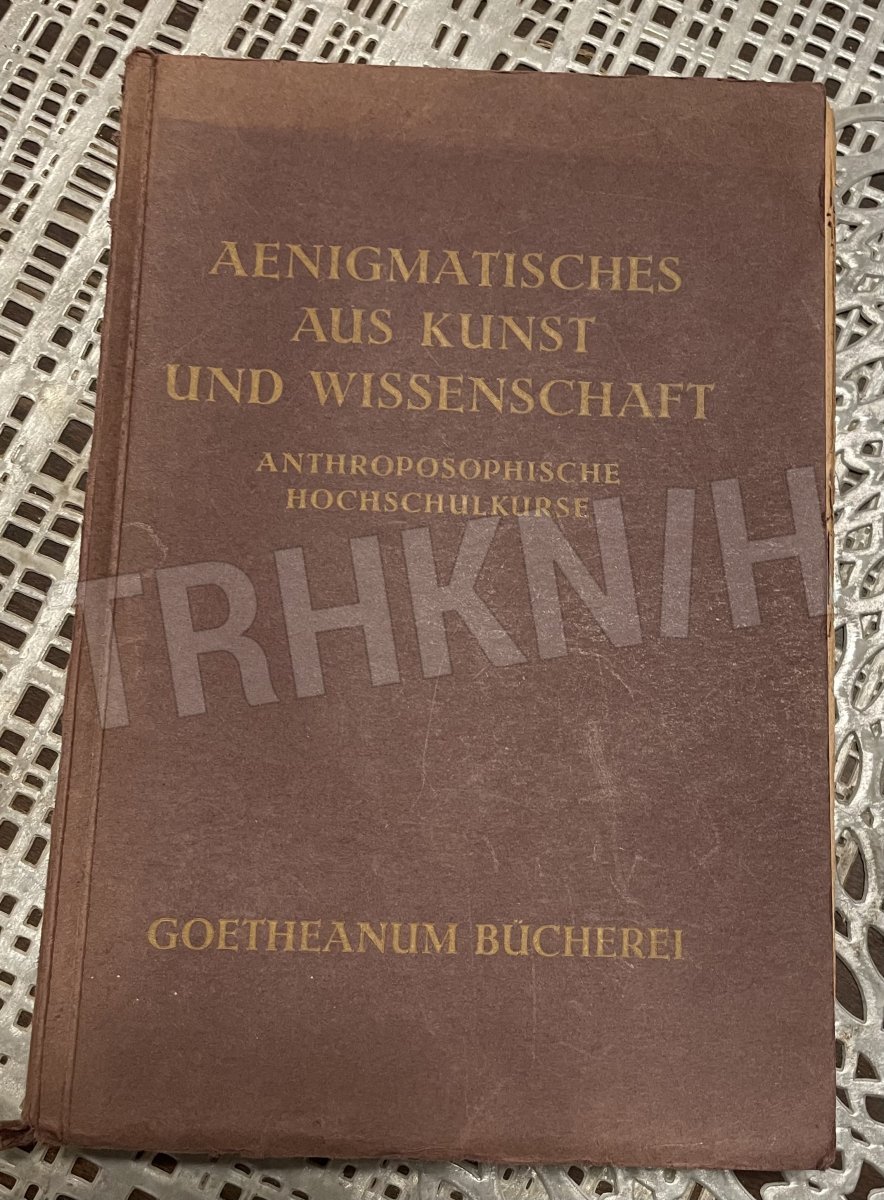 AENIGMATISCHES
AUS KUNST
UND WISSENSCHAFT
ANTHROPOSOPHISCHE
HOCHSCHULKURSE
TRHKNIH
GOETHEANUM BÜCHEREI